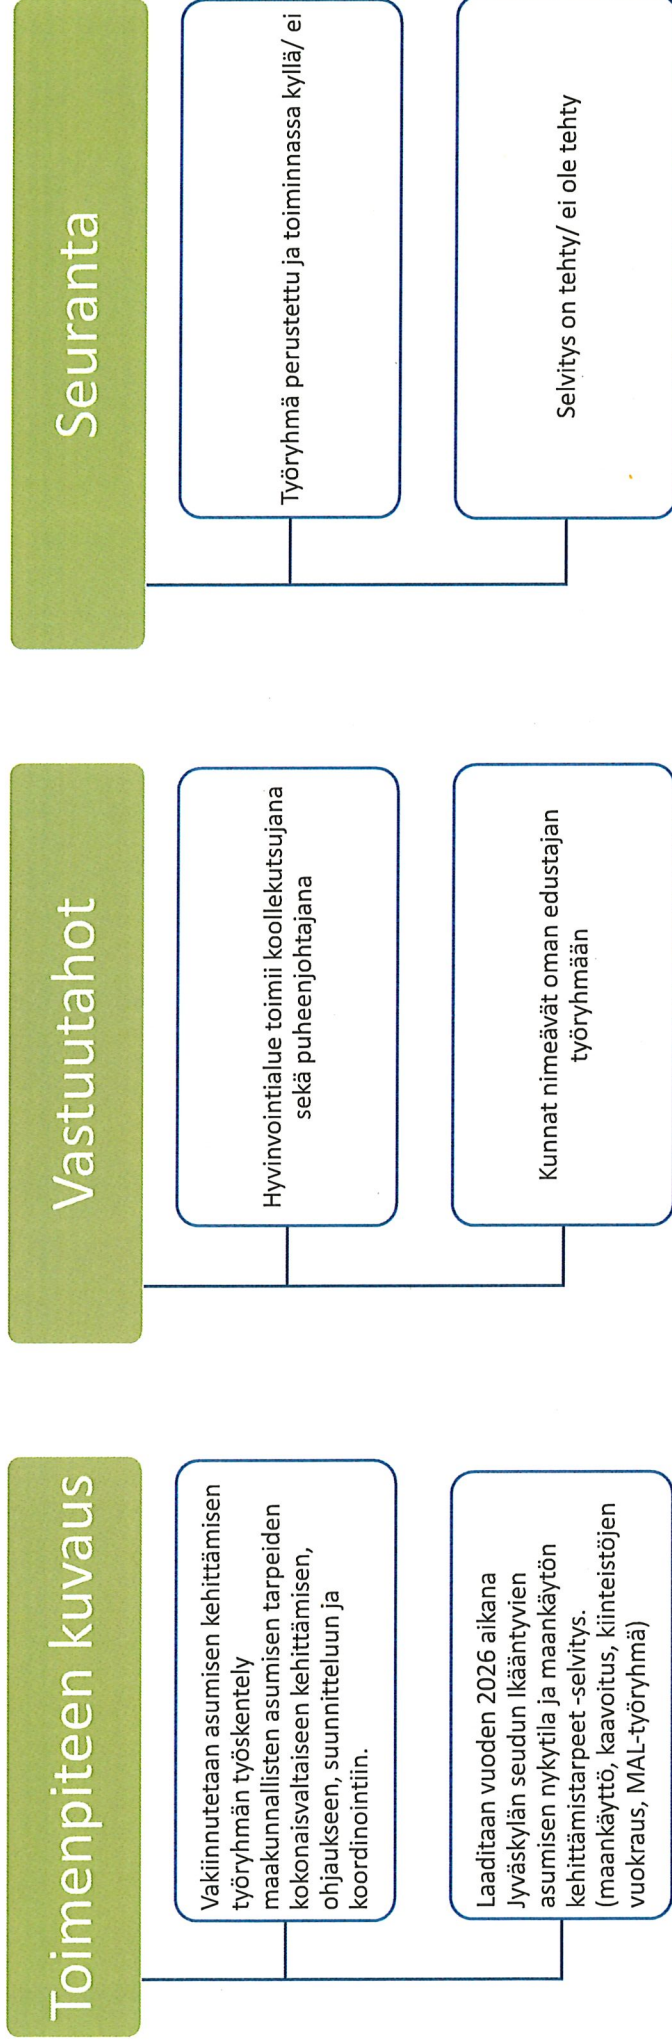 Toimenpiteen kuvaus
Vakiinnutetaan asumisen kehittämisen
työryhmän työskentely
maakunnallisten asumisen tarpeiden
kokonaisvaltaiseen kehittämisen,
ohjaukseen, suunnitteluun ja
koordinointiin.
Laaditaan vuoden 2026 aikana
Jyväskylän seudun Ikääntyvien
asumisen nykytila ja maankäytön
kehittämistarpeet -selvitys.
(maankäyttö, kaavoitus, kiinteistöjen
vuokraus, MAL-työryhmä)
Vastuutahot
Hyvinvointialue toimii koollekutsujana
sekä puheenjohtajana
Kunnat nimeävät oman edustajan
työryhmään
Seuranta
Työryhmä perustettu ja toiminnassa kyllä/ ei
Selvitys on tehty/ ei ole tehty